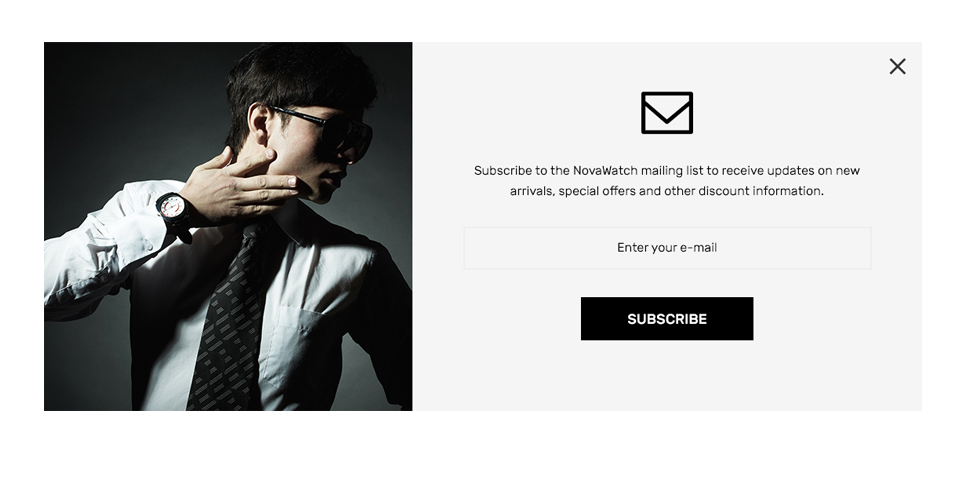 Subscribe to the NovaWatch mailing list to receive updates on new
arrivals, special offers and other discount information.
Enter your e-mail
SUBSCRIBE